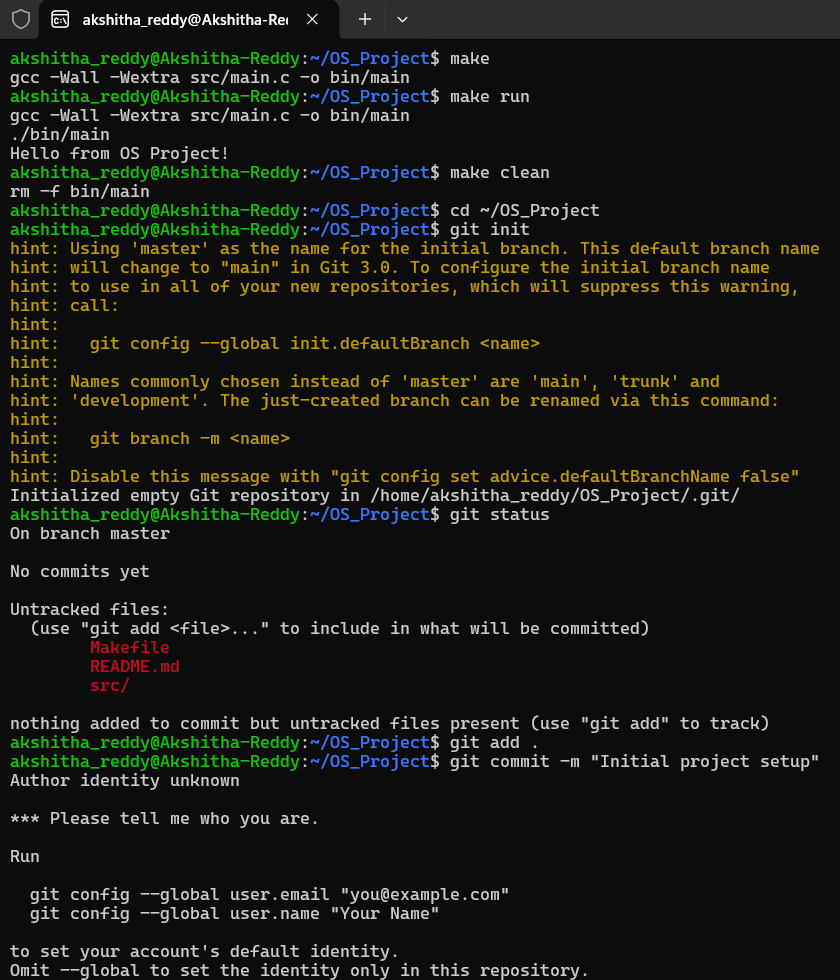 akshitha_reddy@Akshitha-Re
akshitha_reddy@Akshitha-Reddy:~/OS_Project$ make
gcc -Wall -Wextra src/main.c -o bin/main
akshitha_reddy@Akshitha-Reddy:~/OS_Project$ make run
gcc -Wall -Wextra src/main.c -o bin/main
./bin/main
Hello from OS Project!
akshitha_reddy@Akshitha-Reddy:~/OS_Project$ make clean
rm -f bin/main
akshitha_reddy@Akshitha-Reddy:~/OS_Project$ cd ~/OS_Project
akshitha_reddy@Akshitha-Reddy:~/OS_Project$ git init
hint: Using 'master' as the name for the initial branch. This default branch name
hint: will change to "main" in Git 3.0. To configure the initial branch name
hint: to use in all of your new repositories, which will suppress this warning,
hint: call:
hint:
hint:   git config --global init.defaultBranch <name>
hint:
hint: Names commonly chosen instead of 'master' are 'main', 'trunk' and
hint: 'development'. The just-created branch can be renamed via this command:
hint:
hint:   git branch -m <name>
hint:
hint: Disable this message with "git config set advice.defaultBranchName false"
Initialized empty Git repository in /home/akshitha_reddy/OS_Project/.git/
akshitha_reddy@Akshitha-Reddy:~/OS_Project$ git status
On branch master

No commits yet

Untracked files:
  (use "git add <file>..." to include in what will be committed)
        Makefile
        README.md
        src/

nothing added to commit but untracked files present (use "git add" to track)
akshitha_reddy@Akshitha-Reddy:~/OS_Project$ git add .
akshitha_reddy@Akshitha-Reddy:~/OS_Project$ git commit -m "Initial project setup"
Author identity unknown

*** Please tell me who you are.

Run

  git config --global user.email "you@example.com"
  git config --global user.name "Your Name"

to set your account's default identity.
Omit --global to set the identity only in this repository.